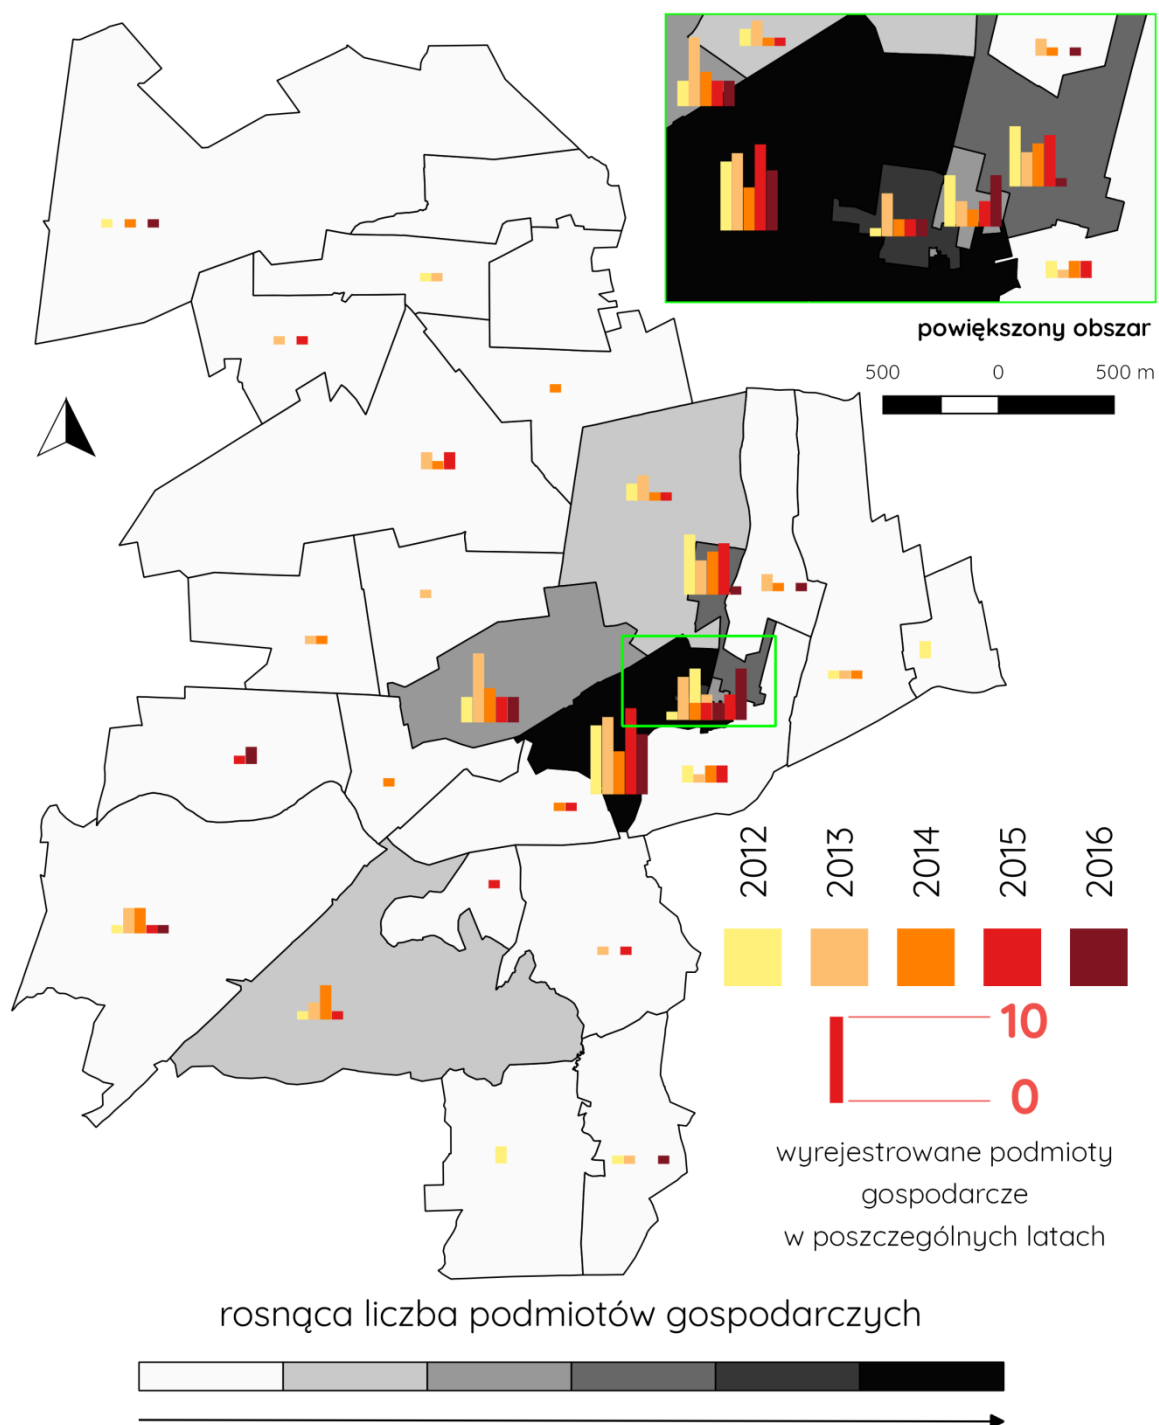 powiększony obszar
500 0 500 m
2012 2013 2014 2015 2016
10
0
wyrejestrowane podmioty
gospodarcze
w poszczególnych latach
rosnąca liczba podmiotów gospodarczych